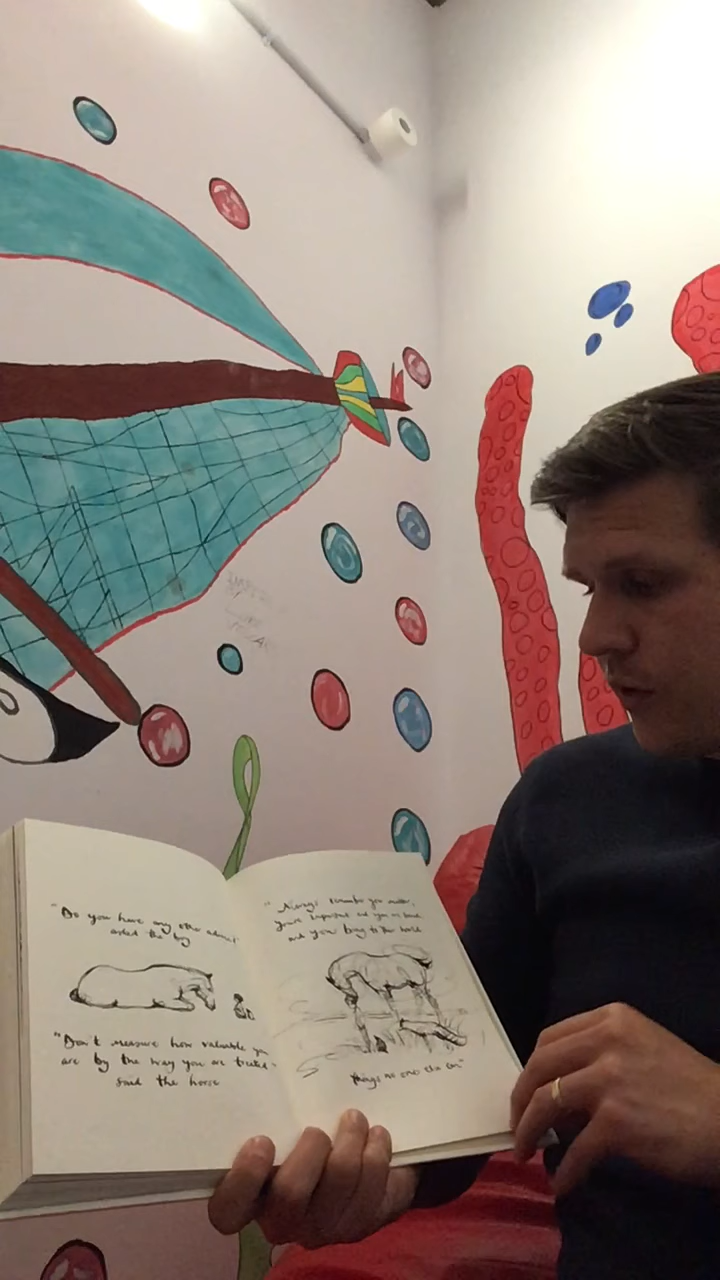 "Do you have any other advice?"
asked the boy
"Don't measure how valuable you
are by the way you are treated"
said the horse
"Always remember you matter,
you're important and you are loved,
and you bring to this world
things no one else can"